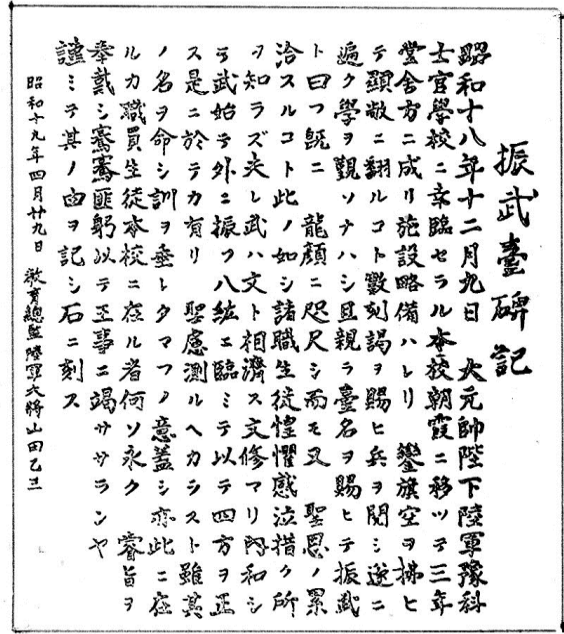 振武臺碑記
昭和十八年十二月九日　大元帥陛下陸軍豫科
士官學校ニ幸臨セラル本校朝霞ニ移ツテ三年
黌舍方ニ成リ施設略備ハレリ　鑾旗空ヲ拂ヒ
テ顯敞ニ翻ルコト數刻謁ヲ賜ヒ兵ヲ閲シ遂ニ
遍ク學ヲ觀ソナハシ且親ラ臺名ヲ賜ヒテ振武
ト曰フ既ニ　龍顔ニ咫尺シ而モ又　聖恩ノ累
洽スルコト此ノ如シ諸職生徒惶懼感泣措ク所
ヲ知ラズ夫レ武ハ文ト相濟ス文修マリ内和シ
テ武始テ外ニ振フ八紘ニ臨ミテ以テ四方ヲ正
ス是ニ於テカ有リ　聖慮測ルヘカラスト雖其
ノ名ヲ命シ訓ヲ垂レタマフノ意蓋シ亦此ニ在
ルカ職員生徒本校ニ在ル者何ソ永ク　睿旨ヲ
奉戴シ蹇蹇匪躬以テ王事ニ竭ササランヤ
謹ミテ其ノ由ヲ記シ石ニ刻ス
昭和十九年四月廿九日　敎育總監陸軍大將山田乙三